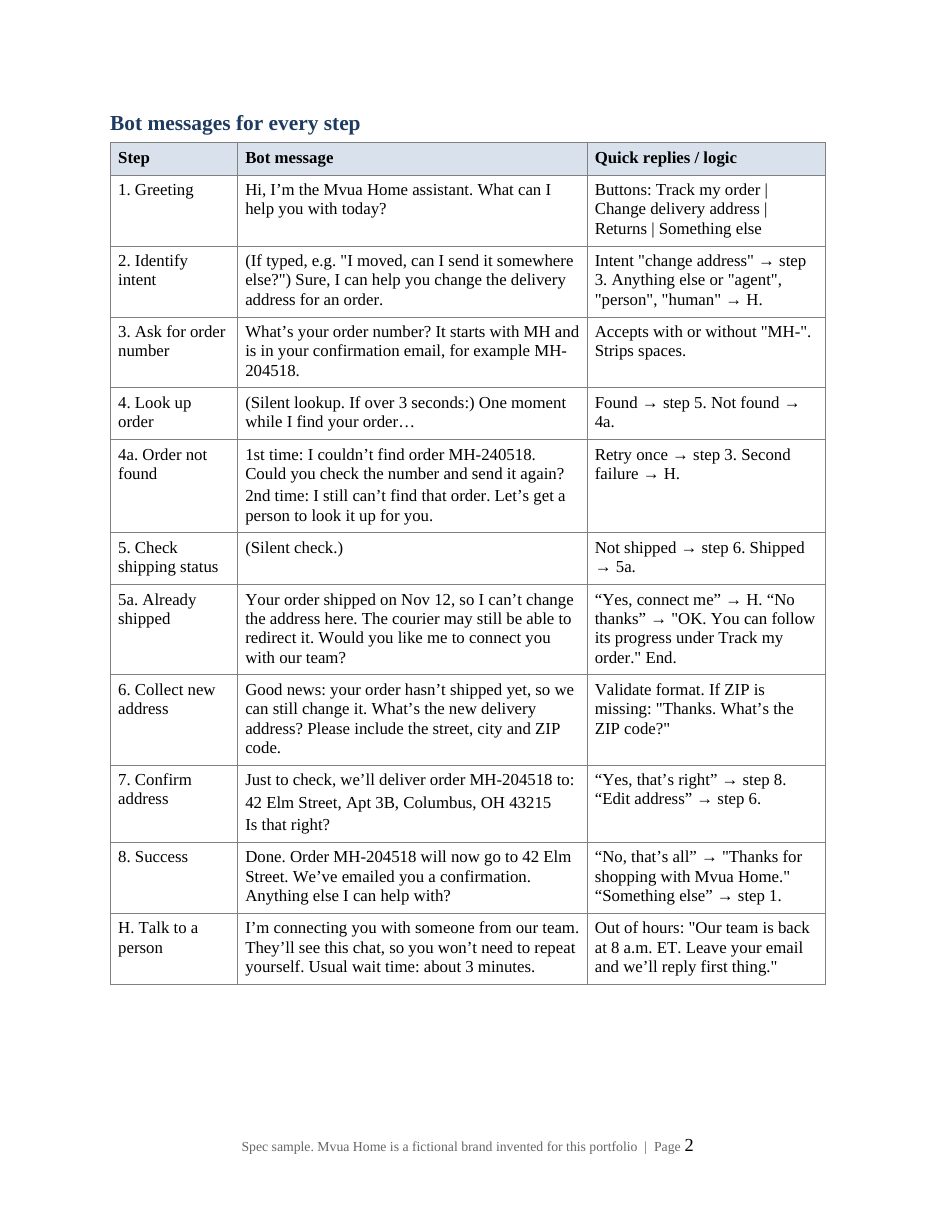 Bot messages for every step
Step
Bot message
Quick replies / logic
1. Greeting
Hi, I’m the Mvua Home assistant. What can I
help you with today?
Buttons: Track my order |
Change delivery address |
Returns | Something else
2. Identify
intent
(If typed, e.g. "I moved, can I send it somewhere
else?") Sure, I can help you change the delivery
address for an order.
Intent "change address" → step
3. Anything else or "agent",
"person", "human" → H.
3. Ask for order
number
What’s your order number? It starts with MH and
is in your confirmation email, for example MH-
204518.
Accepts with or without "MH-".
Strips spaces.
4. Look up
order
(Silent lookup. If over 3 seconds:) One moment
while I find your order…
Found → step 5. Not found →
4a.
4a. Order not
found
1st time: I couldn’t find order MH-240518.
Could you check the number and send it again?
2nd time: I still can’t find that order. Let’s get a
person to look it up for you.
Retry once → step 3. Second
failure → H.
5. Check
shipping status
(Silent check.)
Not shipped → step 6. Shipped
→ 5a.
5a. Already
shipped
Your order shipped on Nov 12, so I can’t change
the address here. The courier may still be able to
redirect it. Would you like me to connect you
with our team?
“Yes, connect me” → H. “No
thanks” → "OK. You can follow
its progress under Track my
order." End.
6. Collect new
address
Good news: your order hasn’t shipped yet, so we
can still change it. What’s the new delivery
address? Please include the street, city and ZIP
code.
Validate format. If ZIP is
missing: "Thanks. What’s the
ZIP code?"
7. Confirm
address
Just to check, we’ll deliver order MH-204518 to:
42 Elm Street, Apt 3B, Columbus, OH 43215
Is that right?
“Yes, that’s right” → step 8.
“Edit address” → step 6.
8. Success
Done. Order MH-204518 will now go to 42 Elm
Street. We’ve emailed you a confirmation.
Anything else I can help with?
“No, that’s all” → "Thanks for
shopping with Mvua Home."
“Something else” → step 1.
H. Talk to a
person
I’m connecting you with someone from our team.
They’ll see this chat, so you won’t need to repeat
yourself. Usual wait time: about 3 minutes.
Out of hours: "Our team is back
at 8 a.m. ET. Leave your email
and we’ll reply first thing."
Spec sample. Mvua Home is a fictional brand invented for this portfolio | Page 2